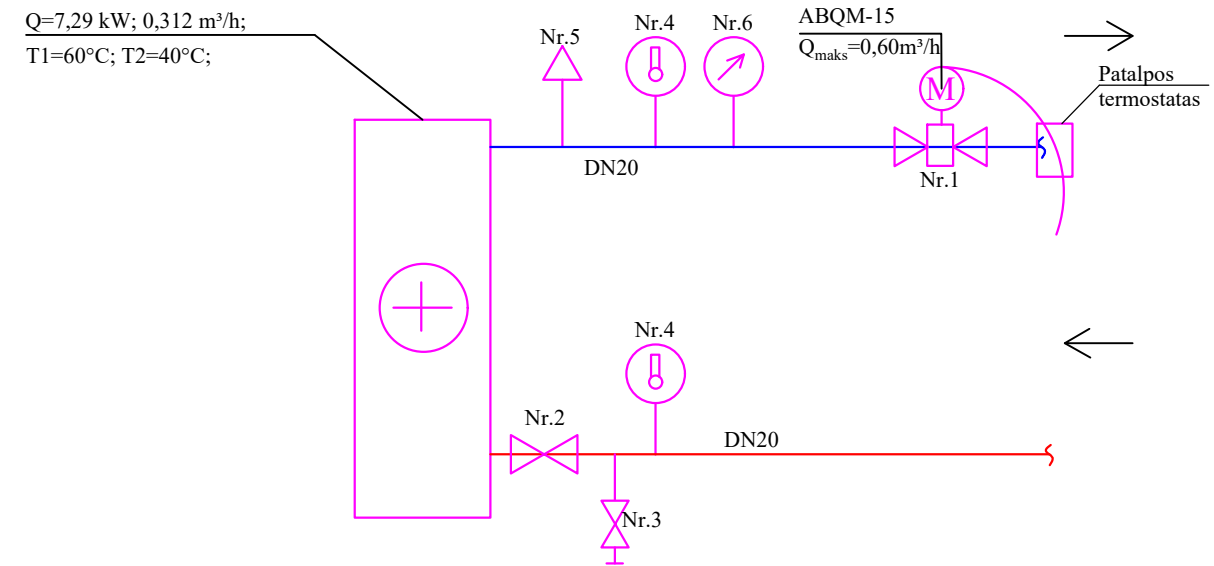 Q=7,29 kW; 0,312 m³/h;
T1=60°C; T2=40°C;
Nr.5
Nr.4
Nr.6
ABQM-15
Qmaks=0,60m³/h
M
Patalpos
termostatas
DN20
Nr.1
Nr.4
Nr.2
DN20
Nr.3